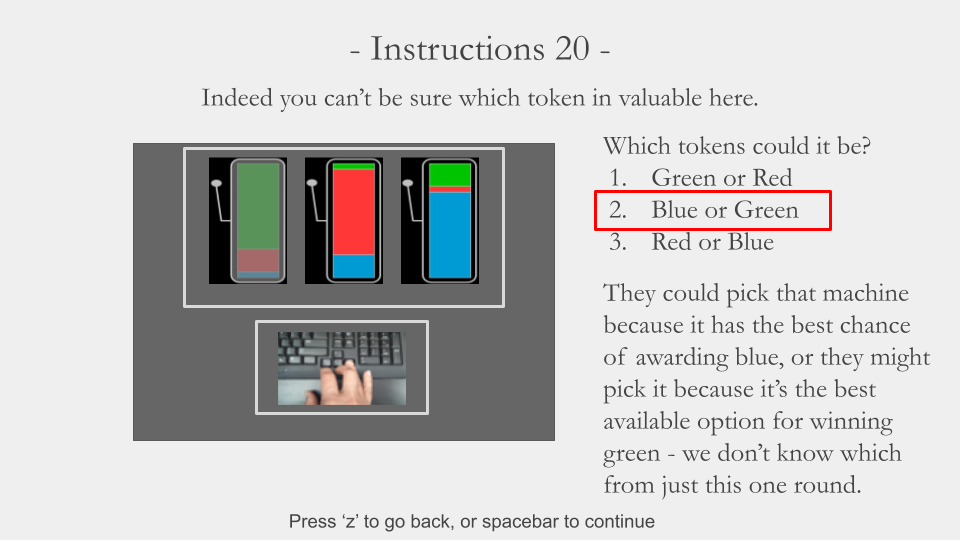 - Instructions 20 -
Indeed you can’t be sure which token in valuable here.
Which tokens could it be?
1. Green or Red
2. Blue or Green
3. Red or Blue
They could pick that machine
because it has the best chance
of awarding blue, or they might
pick it because it’s the best
available option for winning
green - we don’t know which
from just this one round.
Press ‘z’ to go back, or spacebar to continue